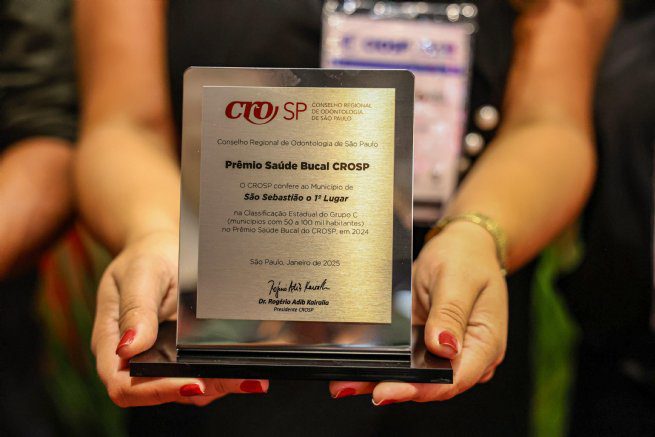 CRO SP CONSELHO REGIONAL
DE ODONTOLOGIA
DE SÃO PAULO
Conselho Regional de Odontologia de São Paulo
Prêmio Saúde Bucal CROSP
O CROSP confere ao Município de
São Sebastião o 1º Lugar
na Classificação Estadual do Grupo C
(municípios com 50 a 100 mil habitantes)
no Prêmio Saúde Bucal do CROSP, em 2024
São Paulo, Janeiro de 2025
Dr. Rogério Adib Kairalla
Presidente CROSP
CROSP